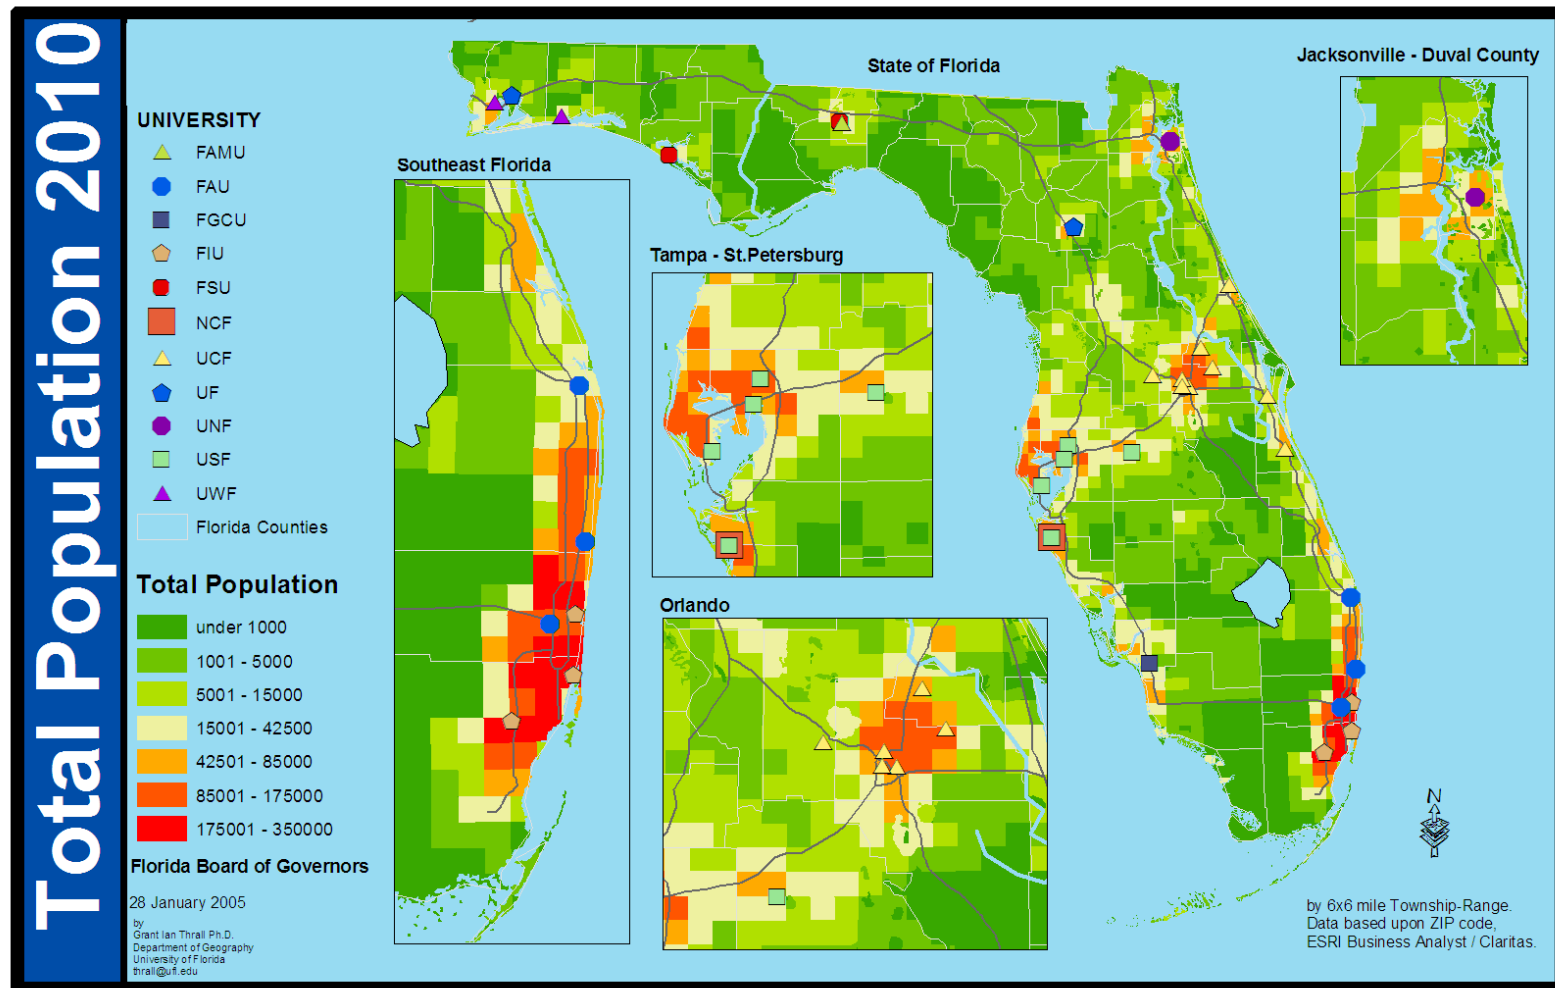 Total Population 2010
UNIVERSITY
FAMU
FAU
FGCU
FIU
FSU
NCF
UCF
UF
UNF
USF
UWF
Florida Counties
Total Population
under 1000
1001 - 5000
5001 - 15000
15001 - 42500
42501 - 85000
85001 - 175000
175001 - 350000
Florida Board of Governors
28 January 2005
by
Grant Ian Thrall Ph.D.
Department of Geography
University of Florida
thrall@ufl.edu
Southeast Florida
State of Florida
Tampa - St.Petersburg
Orlando
Jacksonville - Duval County
N
by 6x6 mile Township-Range.
Data based upon ZIP code,
ESRI Business Analyst / Claritas.